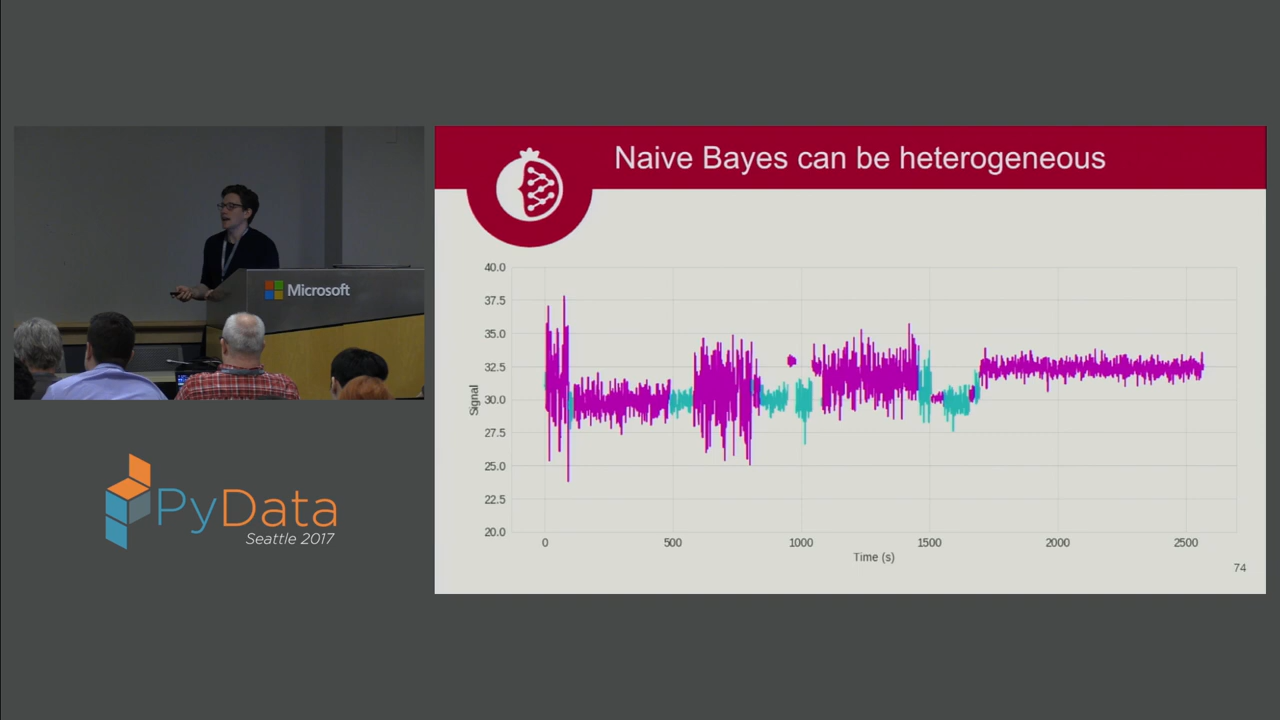 Naive Bayes can be heterogeneous
Microsoft
40.0
37.5
35.0
32.5
30.0
27.5
25.0
22.5
20.0
Signal
0 500 1000 1500 2000 2500
Time (s)
74
PyData
Seattle 2017